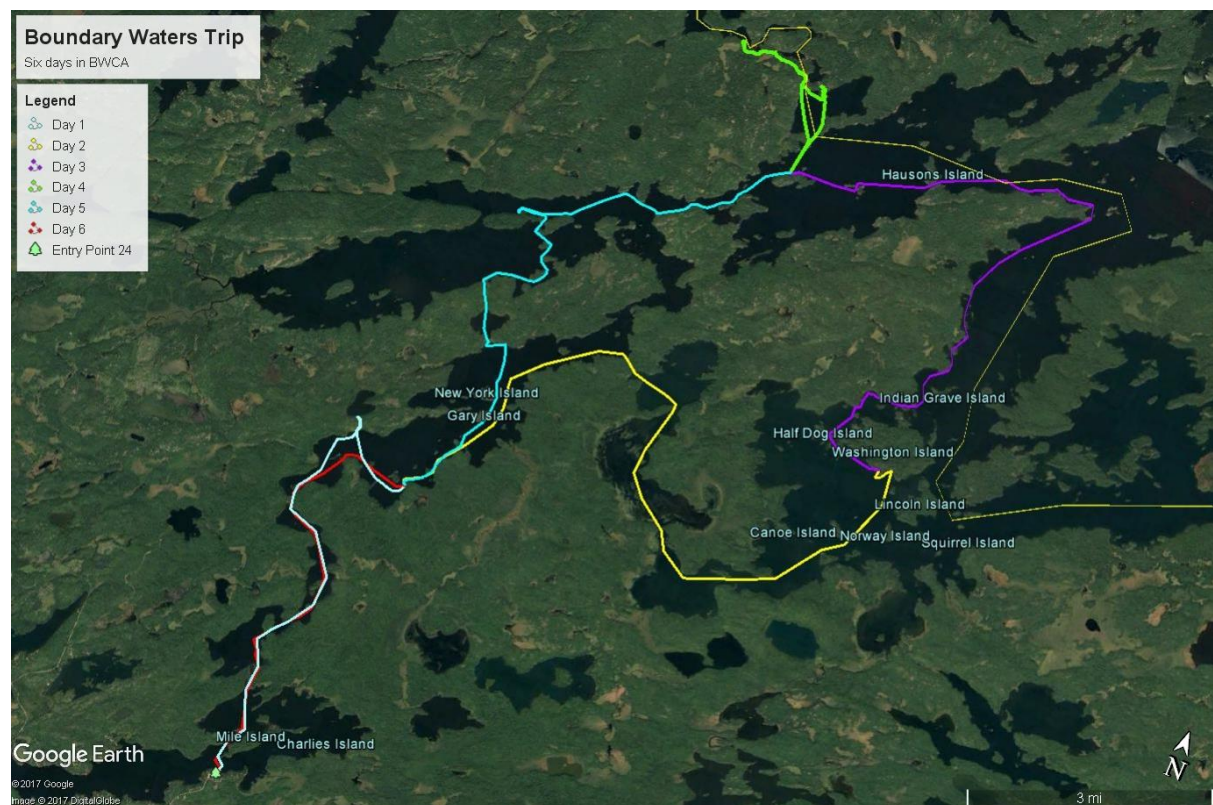 Boundary Waters Trip
Six days in BWCA
Legend
Day 1
Day 2
Day 3
Day 4
Day 5
Day 6
Entry Point 24
Hausons Island
New York Island
Gary Island
Indian Grave Island
Half Dog Island
Washington Island
Lincoln Island
Canoe Island
Norway Island
Squirrel Island
Mile Island
Charlies Island
Google Earth
N
©2017 Google
Image © 2017 DigitalGlobe
3 mi